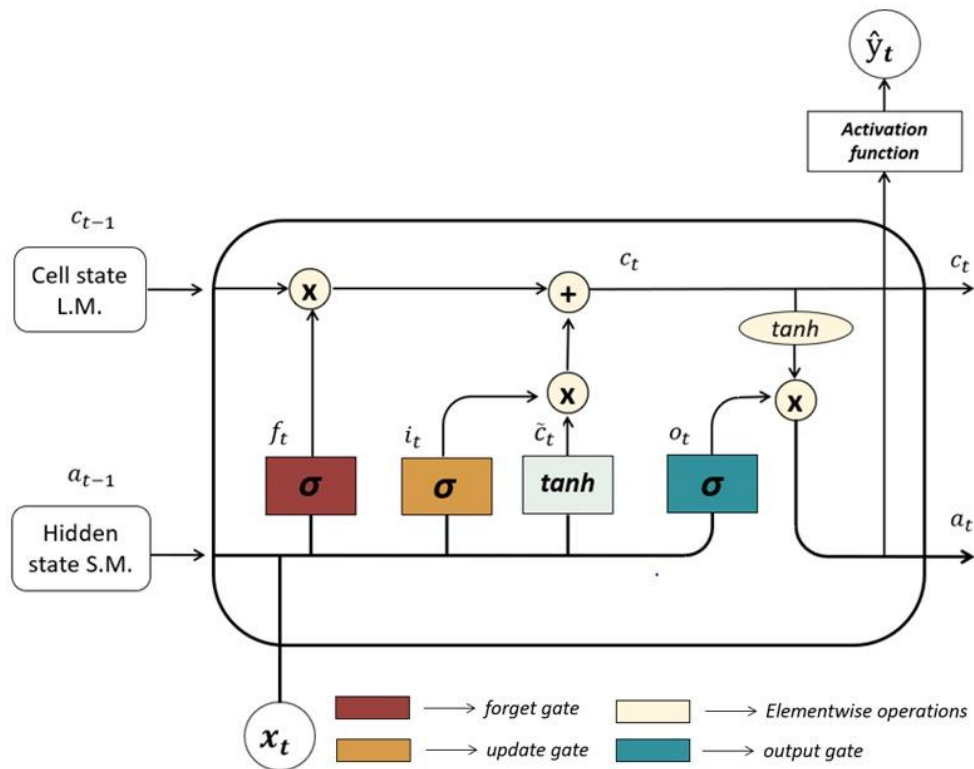 ŷₜ
Activation
function
cₜ₋₁
Cell state
L.M.
cₜ
cₜ
x
+
tanh
x
x
fₜ
iₜ
c̃ₜ
oₜ
aₜ₋₁
σ
σ
tanh
σ
Hidden
state S.M.
aₜ
xₜ
forget gate
Elementwise operations
update gate
output gate